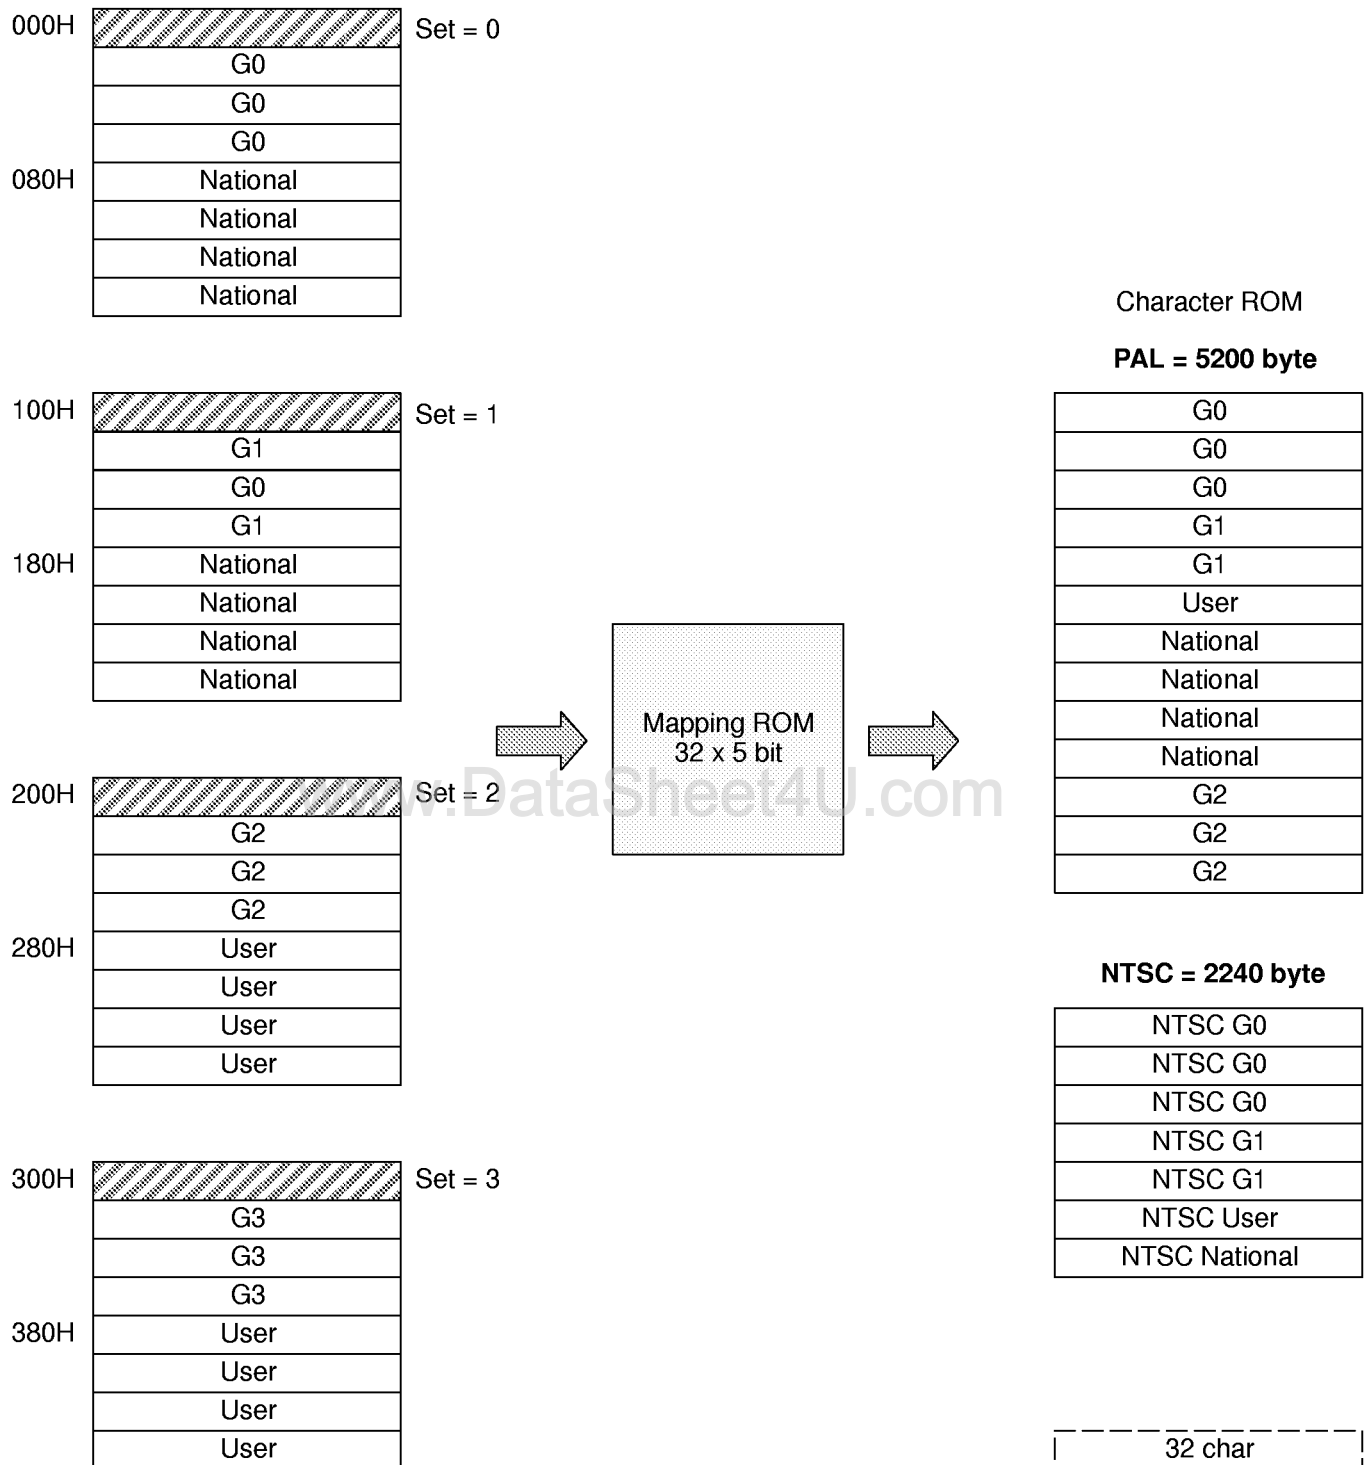 000H
Set = 0
G0
G0
G0
080H
National
National
National
National
100H
Set = 1
G1
G0
G1
180H
National
National
National
National
200H
Set = 2
G2
G2
G2
280H
User
User
User
User
300H
Set = 3
G3
G3
G3
380H
User
User
User
User
Mapping ROM
32 x 5 bit
www.DataSheet4U.com
Character ROM
PAL = 5200 byte
G0
G0
G0
G1
G1
User
National
National
National
National
G2
G2
G2
NTSC = 2240 byte
NTSC G0
NTSC G0
NTSC G0
NTSC G1
NTSC G1
NTSC User
NTSC National
32 char